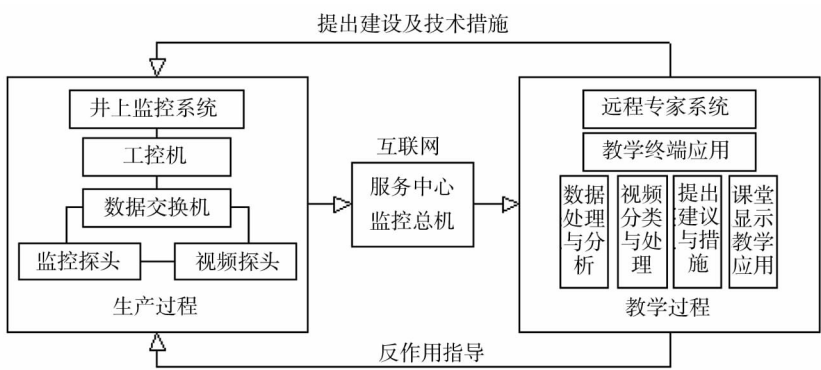 提出建设及技术措施
井上监控系统
工控机
数据交换机
监控探头
视频探头
生产过程
互联网
服务中心
监控总机
远程专家系统
教学终端应用
数据
处理
与分
析
视频
分类
与处
理
提出
建议
与措
施
课堂
显示
教学
应用
教学过程
反作用指导